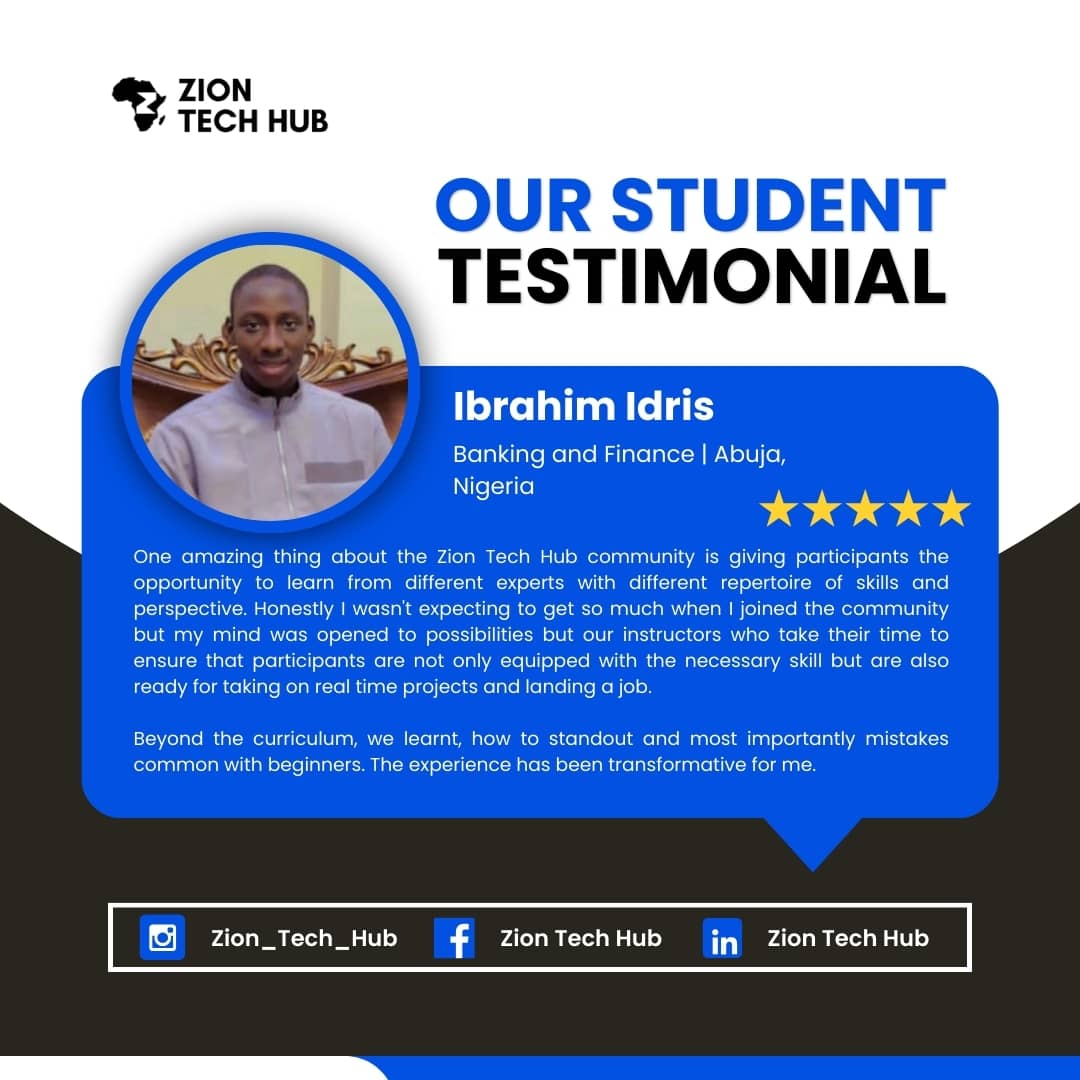 ZION
TECH HUB
OUR STUDENT
TESTIMONIAL
Ibrahim Idris
Banking and Finance | Abuja,
Nigeria
One amazing thing about the Zion Tech Hub community is giving participants the
opportunity to learn from different experts with different repertoire of skills and
perspective. Honestly I wasn't expecting to get so much when I joined the community
but my mind was opened to possibilities but our instructors who take their time to
ensure that participants are not only equipped with the necessary skill but are also
ready for taking on real time projects and landing a job.
Beyond the curriculum, we learnt, how to standout and most importantly mistakes
common with beginners. The experience has been transformative for me.
Zion_Tech_Hub
Zion Tech Hub
Zion Tech Hub